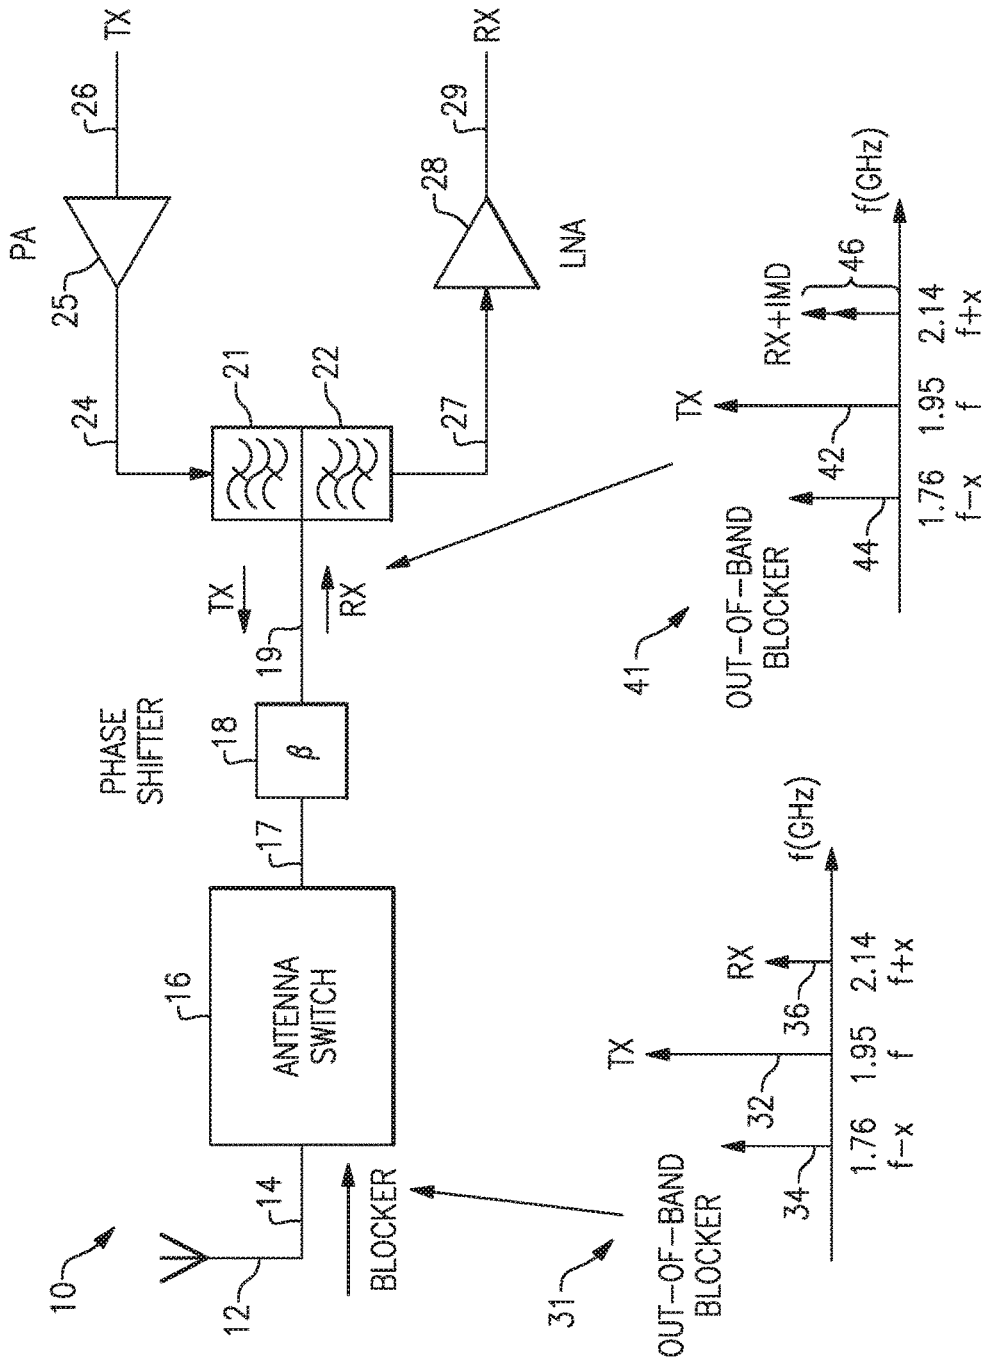 10
12
14
BLOCKER
16
ANTENNA
SWITCH
17
PHASE
SHIFTER
18
β
19
TX
RX
21
22
24
25
PA
26
TX
27
28
LNA
29
RX
31
OUT-OF-BAND
BLOCKER
34
32
TX
36
RX
f(GHz)
1.76 1.95 2.14
f-x f f+x
41
OUT-OF-BAND
BLOCKER
44
42
TX
RX+IMD
46
f(GHz)
1.76 1.95 2.14
f-x f f+x